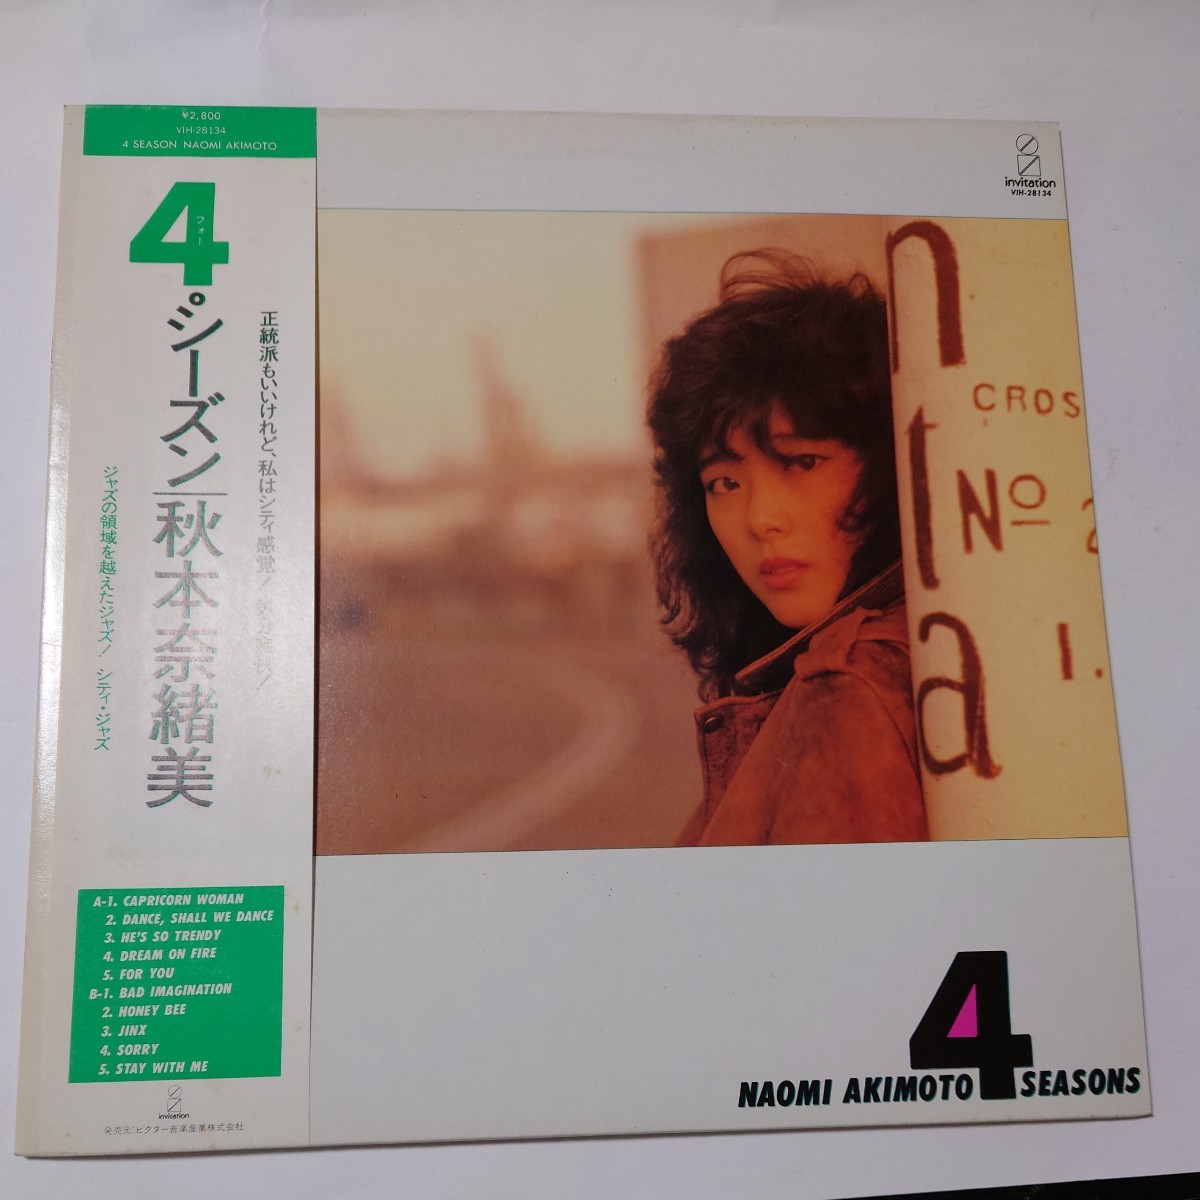 ¥2,800
VIH-28134
4 SEASON NAOMI AKIMOTO
4・シーズン|秋本奈緒美
フォー
正統派もいいけれど、私はシティ感覚!
ジャズの領域を越えたジャズ! シティ・ジャズ
A-1. CAPRICORN WOMAN
2. DANCE, SHALL WE DANCE
3. HE'S SO TRENDY
4. DREAM ON FIRE
5. FOR YOU
B-1. BAD IMAGINATION
2. HONEY BEE
3. JINX
4. SORRY
5. STAY WITH ME
invitation
発売元:ビクター音楽産業株式会社
invitation
VIH-28134
n
CROS
t
No 2
1.
a
NAOMI AKIMOTO 4 SEASONS